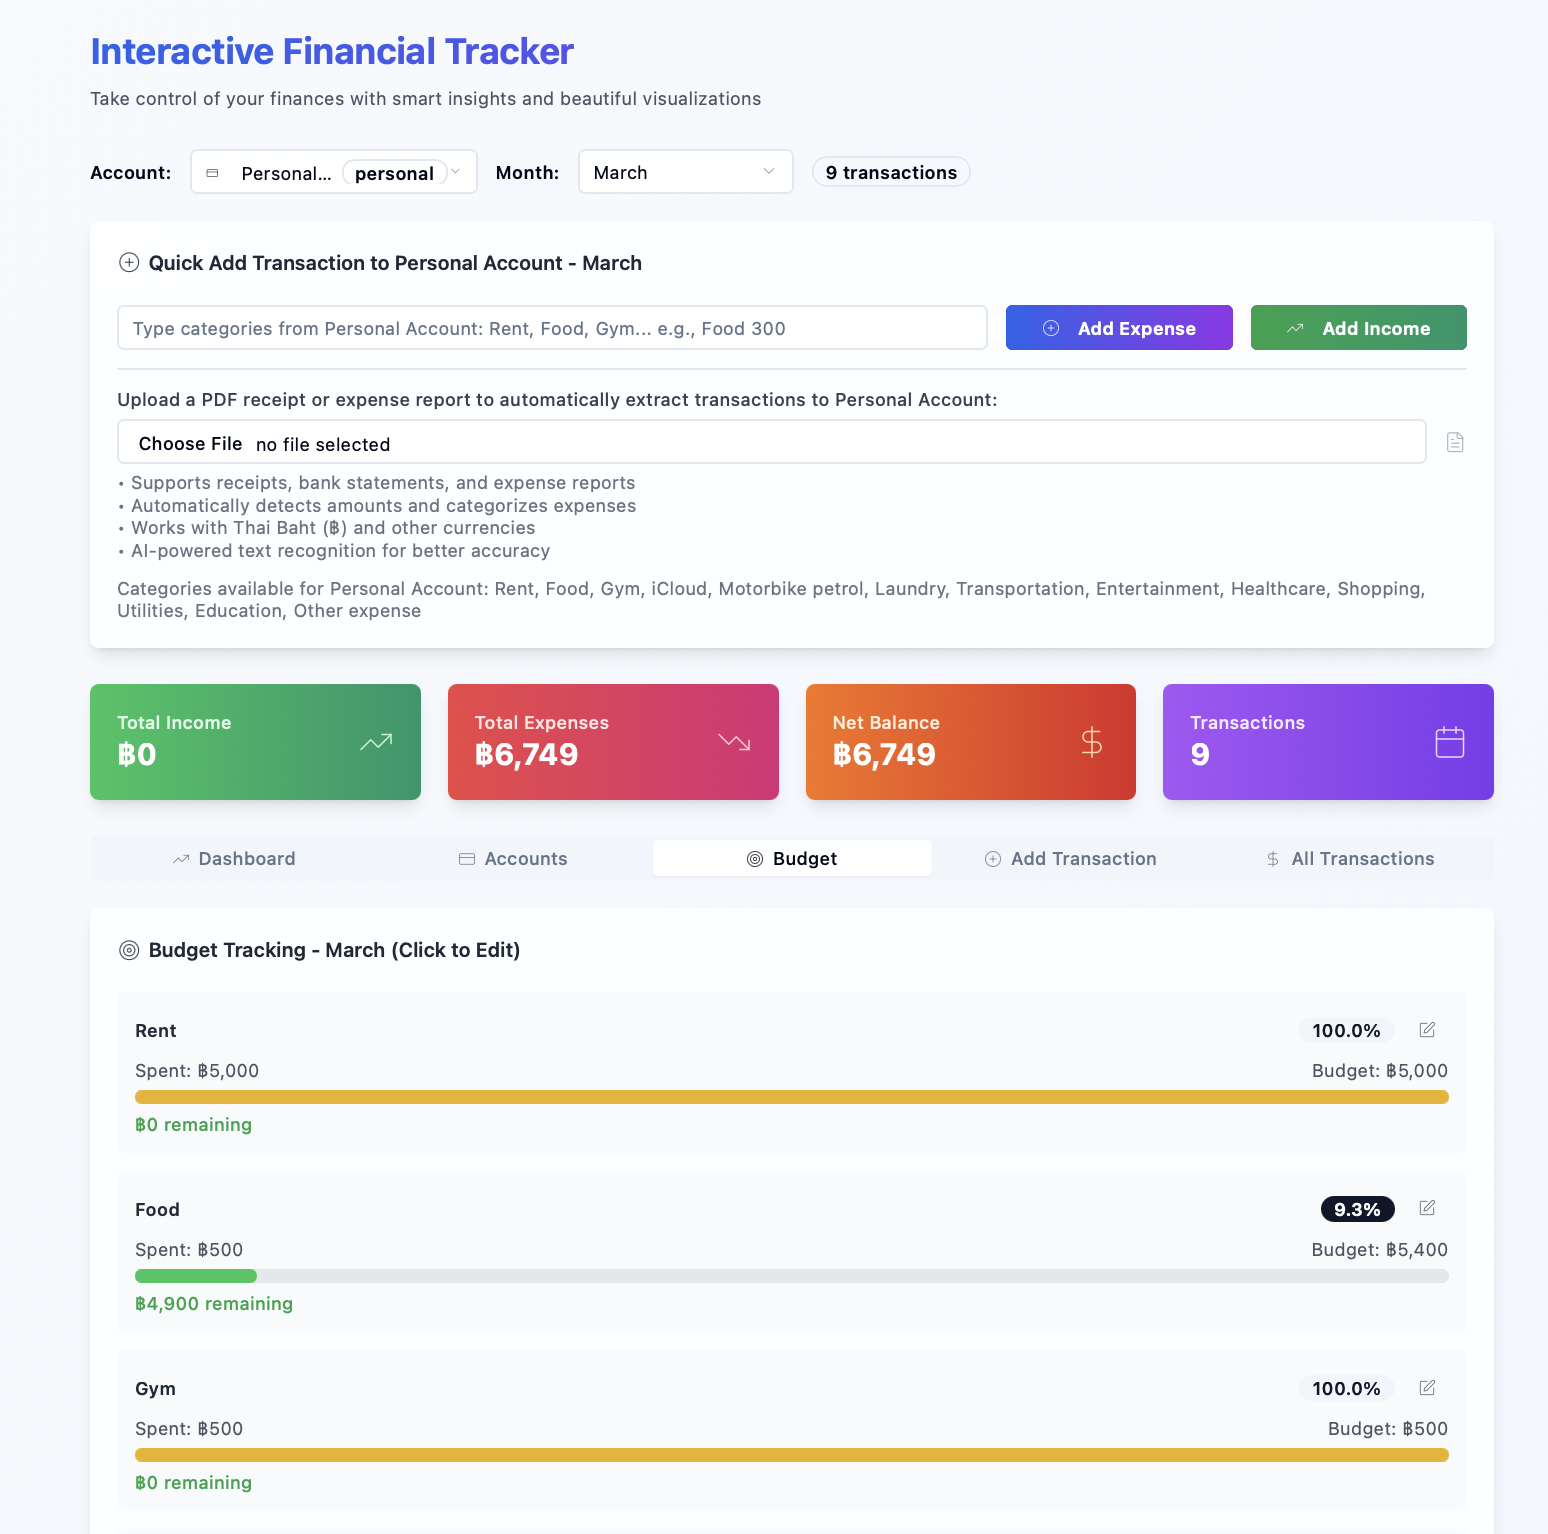 Interactive Financial Tracker
Take control of your finances with smart insights and beautiful visualizations
Account: Personal... personal Month: March 9 transactions
Quick Add Transaction to Personal Account - March
Type categories from Personal Account: Rent, Food, Gym... e.g., Food 300 Add Expense Add Income
Upload a PDF receipt or expense report to automatically extract transactions to Personal Account:
Choose File no file selected
• Supports receipts, bank statements, and expense reports
• Automatically detects amounts and categorizes expenses
• Works with Thai Baht (฿) and other currencies
• AI-powered text recognition for better accuracy
Categories available for Personal Account: Rent, Food, Gym, iCloud, Motorbike petrol, Laundry, Transportation, Entertainment, Healthcare, Shopping,
Utilities, Education, Other expense
Total Income
฿0
Total Expenses
฿6,749
Net Balance
฿6,749
Transactions
9
Dashboard Accounts Budget Add Transaction All Transactions
Budget Tracking - March (Click to Edit)
Rent 100.0%
Spent: ฿5,000 Budget: ฿5,000
฿0 remaining
Food 9.3%
Spent: ฿500 Budget: ฿5,400
฿4,900 remaining
Gym 100.0%
Spent: ฿500 Budget: ฿500
฿0 remaining